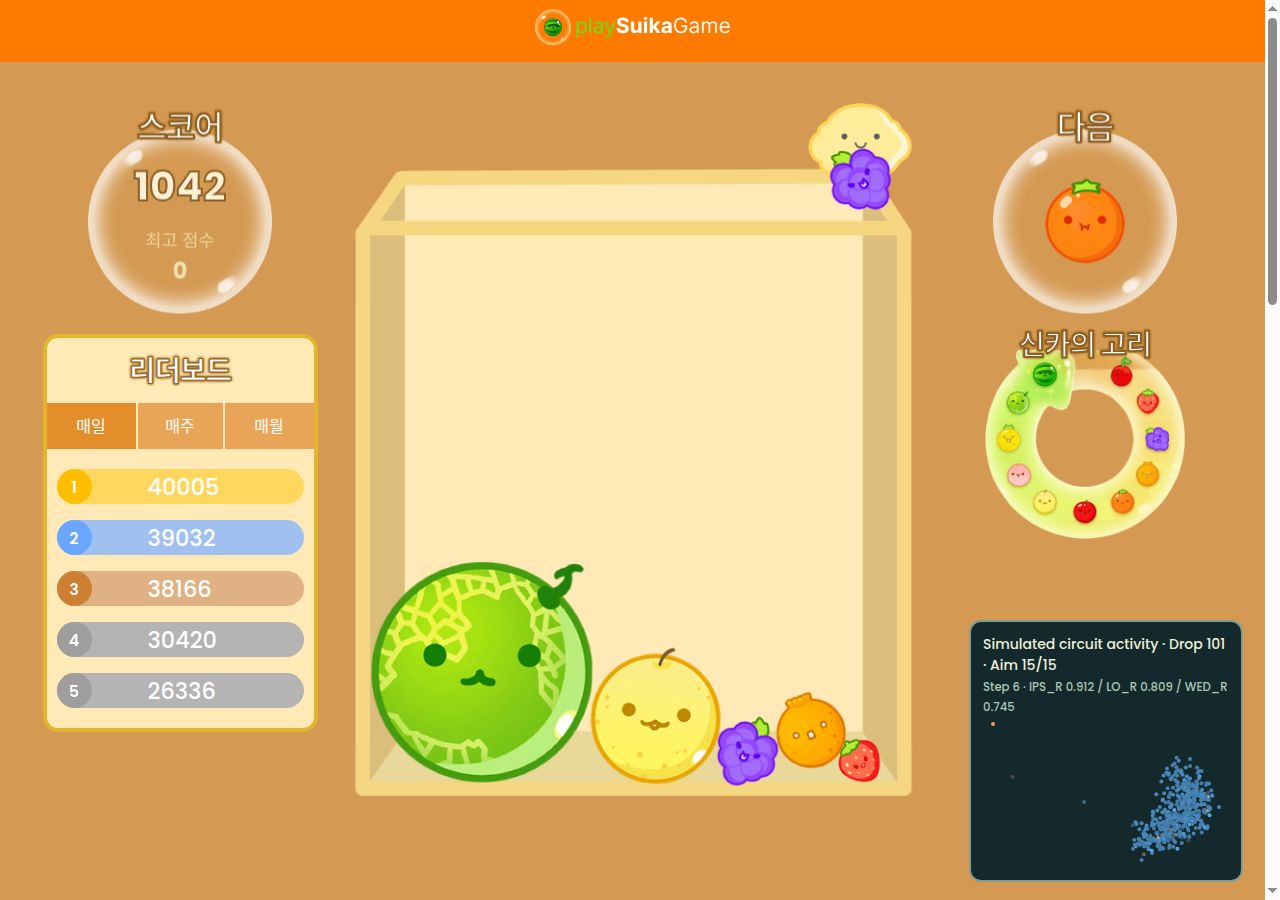 playSuikaGame
스코어
1042
최고 점수
0
다음
리더보드
매일 매주 매월
1 40005
2 39032
3 38166
4 30420
5 26336
신카의 고리
Simulated circuit activity · Drop 101
· Aim 15/15
Step 6 · IPS_R 0.912 / LO_R 0.809 / WED_R
0.745